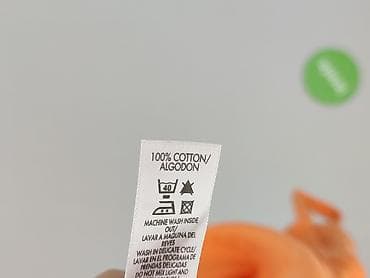 100% COTTON/
ALGODON
40
MACHINE WASH INSIDE
OUT/
LAVAR A MAQUINA DEL
REVES
WASH IN DELICATE CYCLE/
LAVAR EN EL PROGRAMA DE
PRENDAS DELICADAS
DO NOT MIX LIGHT AND